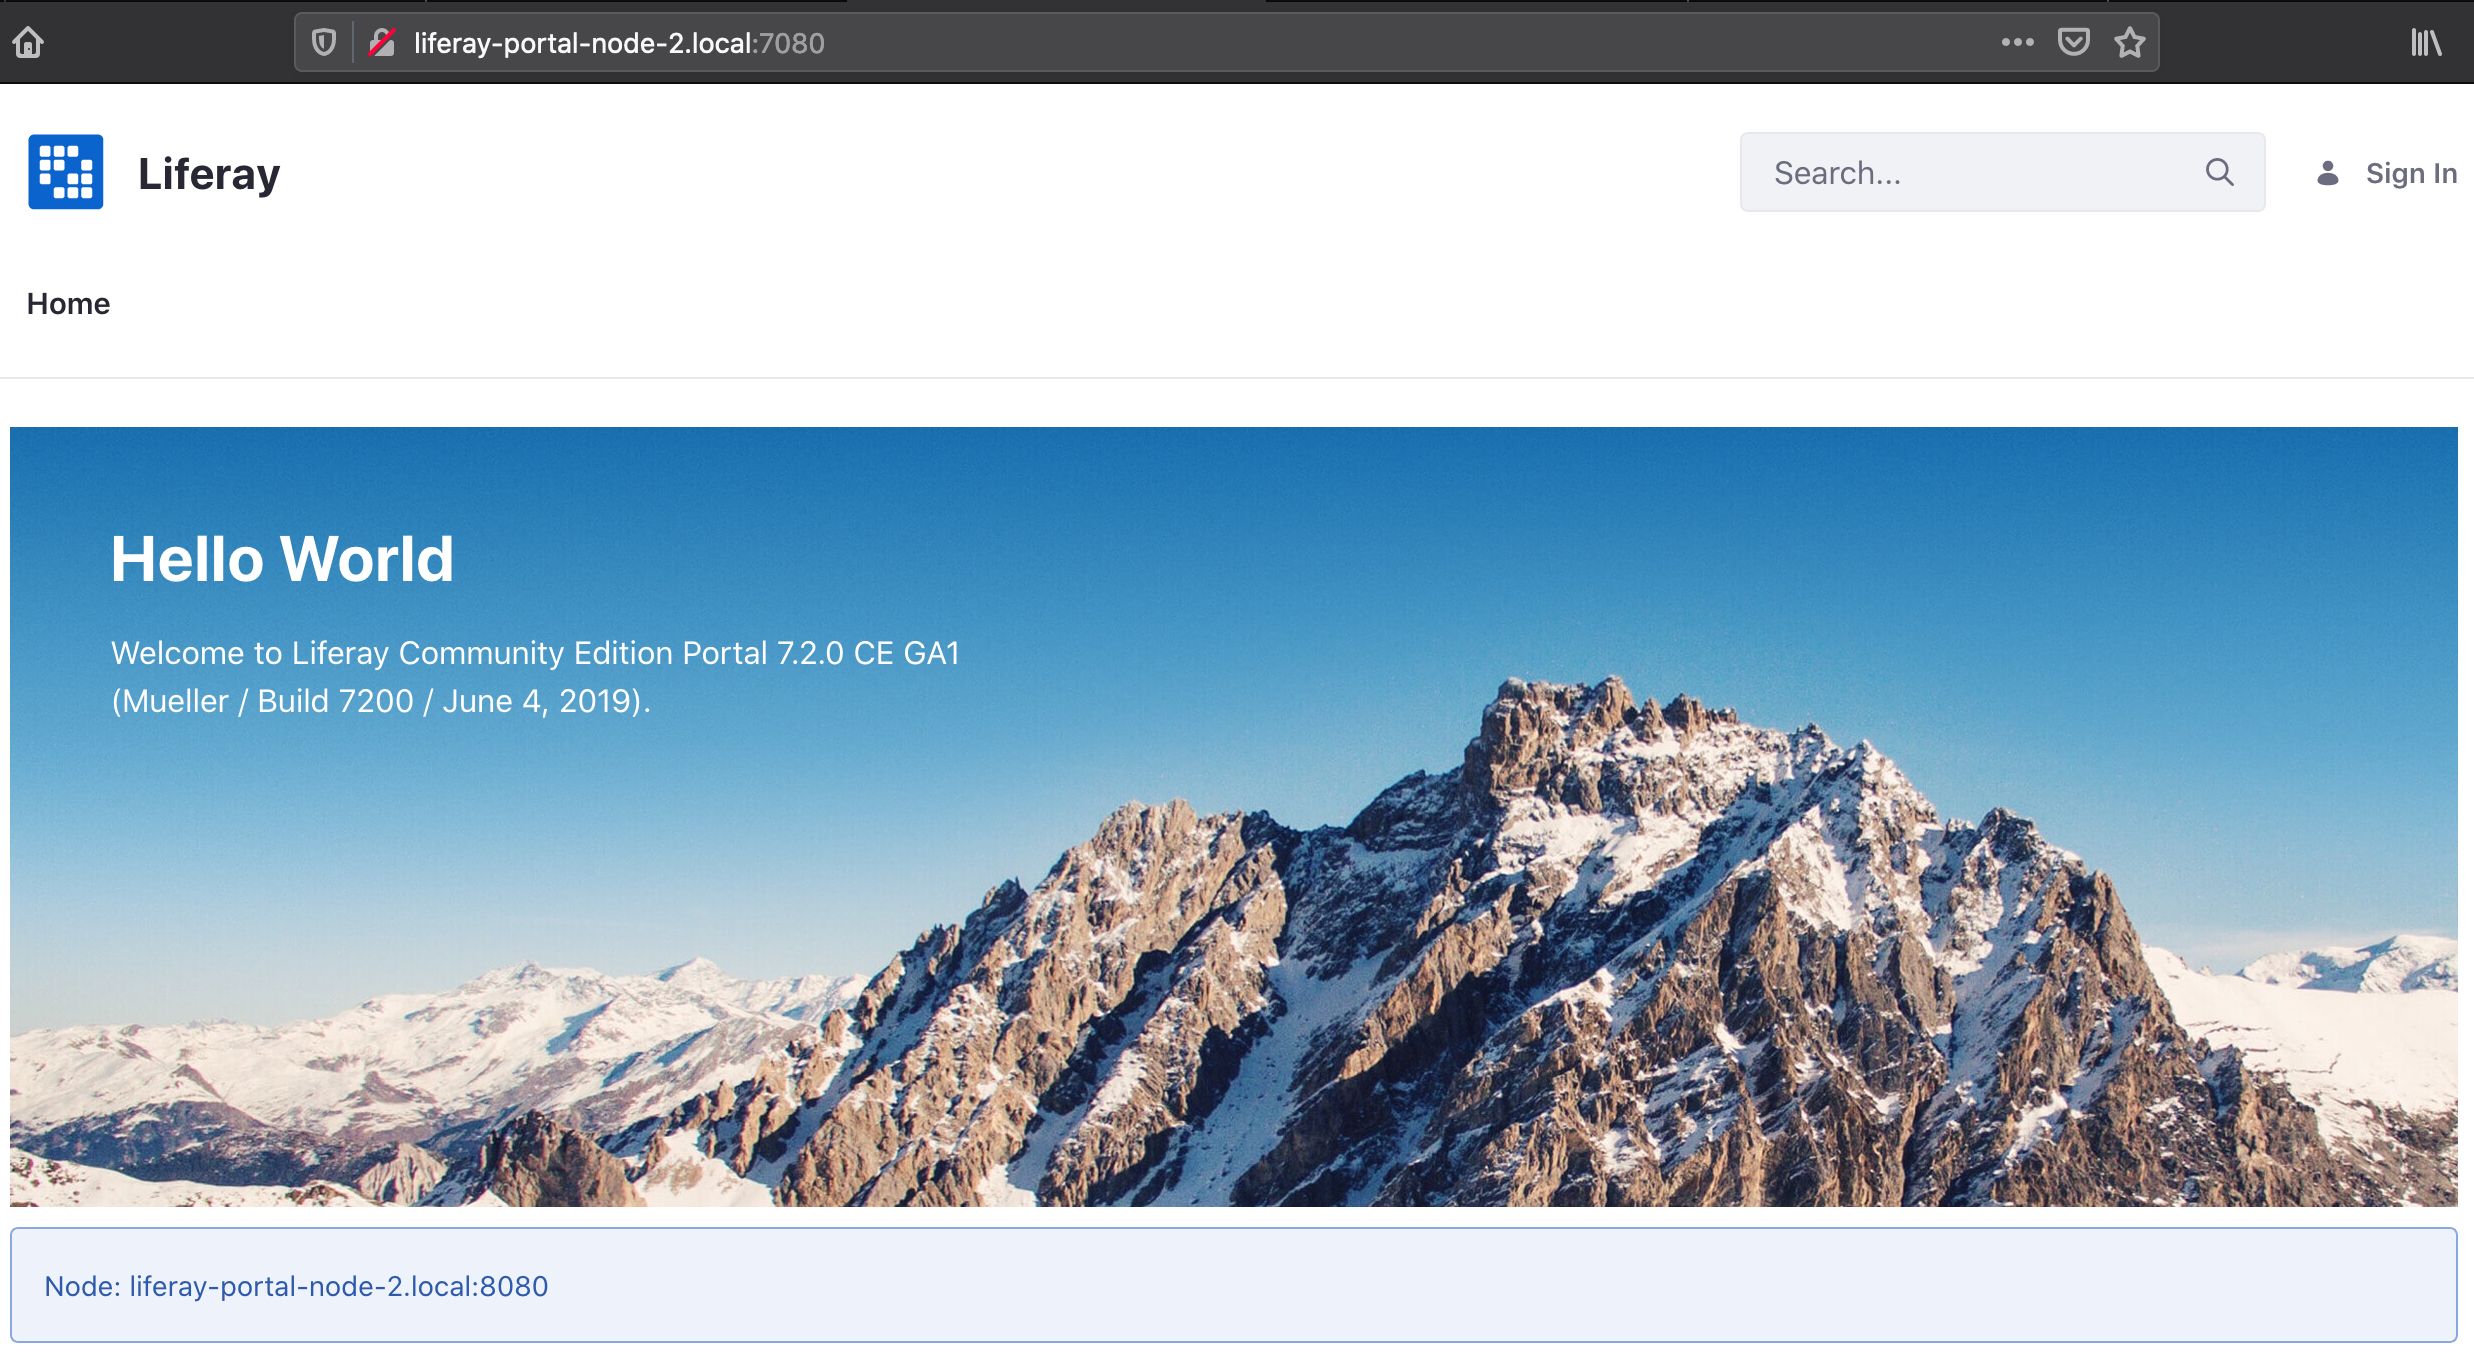 liferay-portal-node-2.local:7080
Liferay
Search...
Sign In
Home
Hello World
Welcome to Liferay Community Edition Portal 7.2.0 CE GA1
(Mueller / Build 7200 / June 4, 2019).
Node: liferay-portal-node-2.local:8080